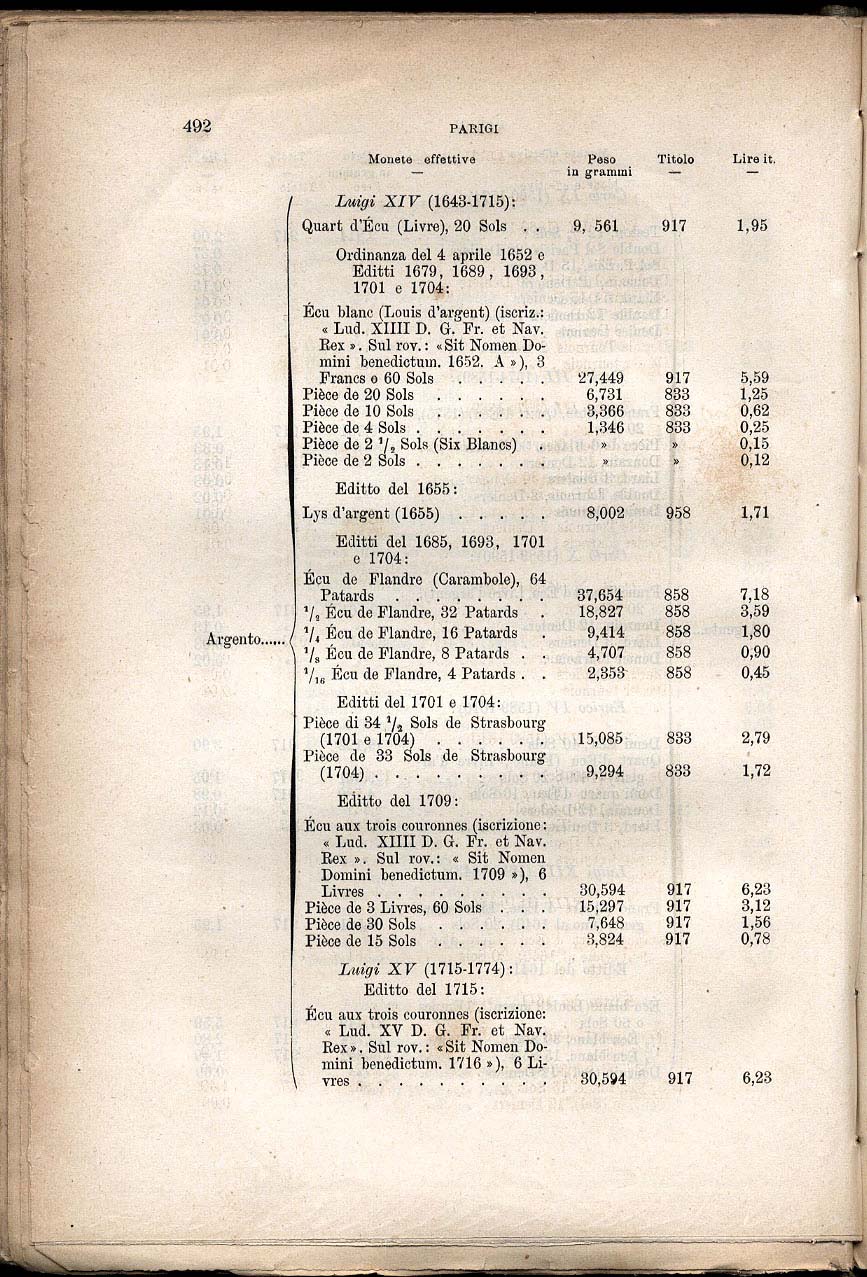 492
PARIGI
Monete effettive Peso in grammi Titolo Lire it.
Luigi XIV (1643-1715):
Quart d'Écu (Livre), 20 Sols . . 9, 561 917 1,95
Ordinanza del 4 aprile 1652 e
Editti 1679, 1689, 1693,
1701 e 1704:
Écu blanc (Louis d'argent) (iscriz.:
« Lud. XIIII D. G. Fr. et Nav.
Rex ». Sul rov.: «Sit Nomen Do-
mini benedictum. 1652. A »), 3
Francs o 60 Sols . . . . . . 27,449 917 5,59
Pièce de 20 Sols . . . . . . 6,731 833 1,25
Pièce de 10 Sols . . . . . . 3,366 833 0,62
Pièce de 4 Sols . . . . . . . 1,346 833 0,25
Pièce de 2 1/2 Sols (Six Blancs) . » » 0,15
Pièce de 2 Sols . . . . . . . » » 0,12
Editto del 1655:
Lys d'argent (1655) . . . . . 8,002 958 1,71
Editti del 1685, 1693, 1701
e 1704:
Écu de Flandre (Carambole), 64
Patards . . . . . . . . 37,654 858 7,18
1/2 Écu de Flandre, 32 Patards . 18,827 858 3,59
Argento...... 1/4 Écu de Flandre, 16 Patards . 9,414 858 1,80
1/8 Écu de Flandre, 8 Patards . . 4,707 858 0,90
1/16 Écu de Flandre, 4 Patards . . 2,353 858 0,45
Editti del 1701 e 1704:
Pièce di 34 1/2 Sols de Strasbourg
(1701 e 1704) . . . . . . 15,085 833 2,79
Pièce de 33 Sols de Strasbourg
(1704) . . . . . . . . . 9,294 833 1,72
Editto del 1709:
Écu aux trois couronnes (iscrizione:
« Lud. XIIII D. G. Fr. et Nav.
Rex ». Sul rov.: « Sit Nomen
Domini benedictum. 1709 »), 6
Livres . . . . . . . . . 30,594 917 6,23
Pièce de 3 Livres, 60 Sols . . . 15,297 917 3,12
Pièce de 30 Sols . . . . . . 7,648 917 1,56
Pièce de 15 Sols . . . . . . 3,824 917 0,78
Luigi XV (1715-1774):
Editto del 1715:
Écu aux trois couronnes (iscrizione:
« Lud. XV D. G. Fr. et Nav.
Rex». Sul rov.: «Sit Nomen Do-
mini benedictum. 1716 »), 6 Li-
vres . . . . . . . . . . 30,594 917 6,23